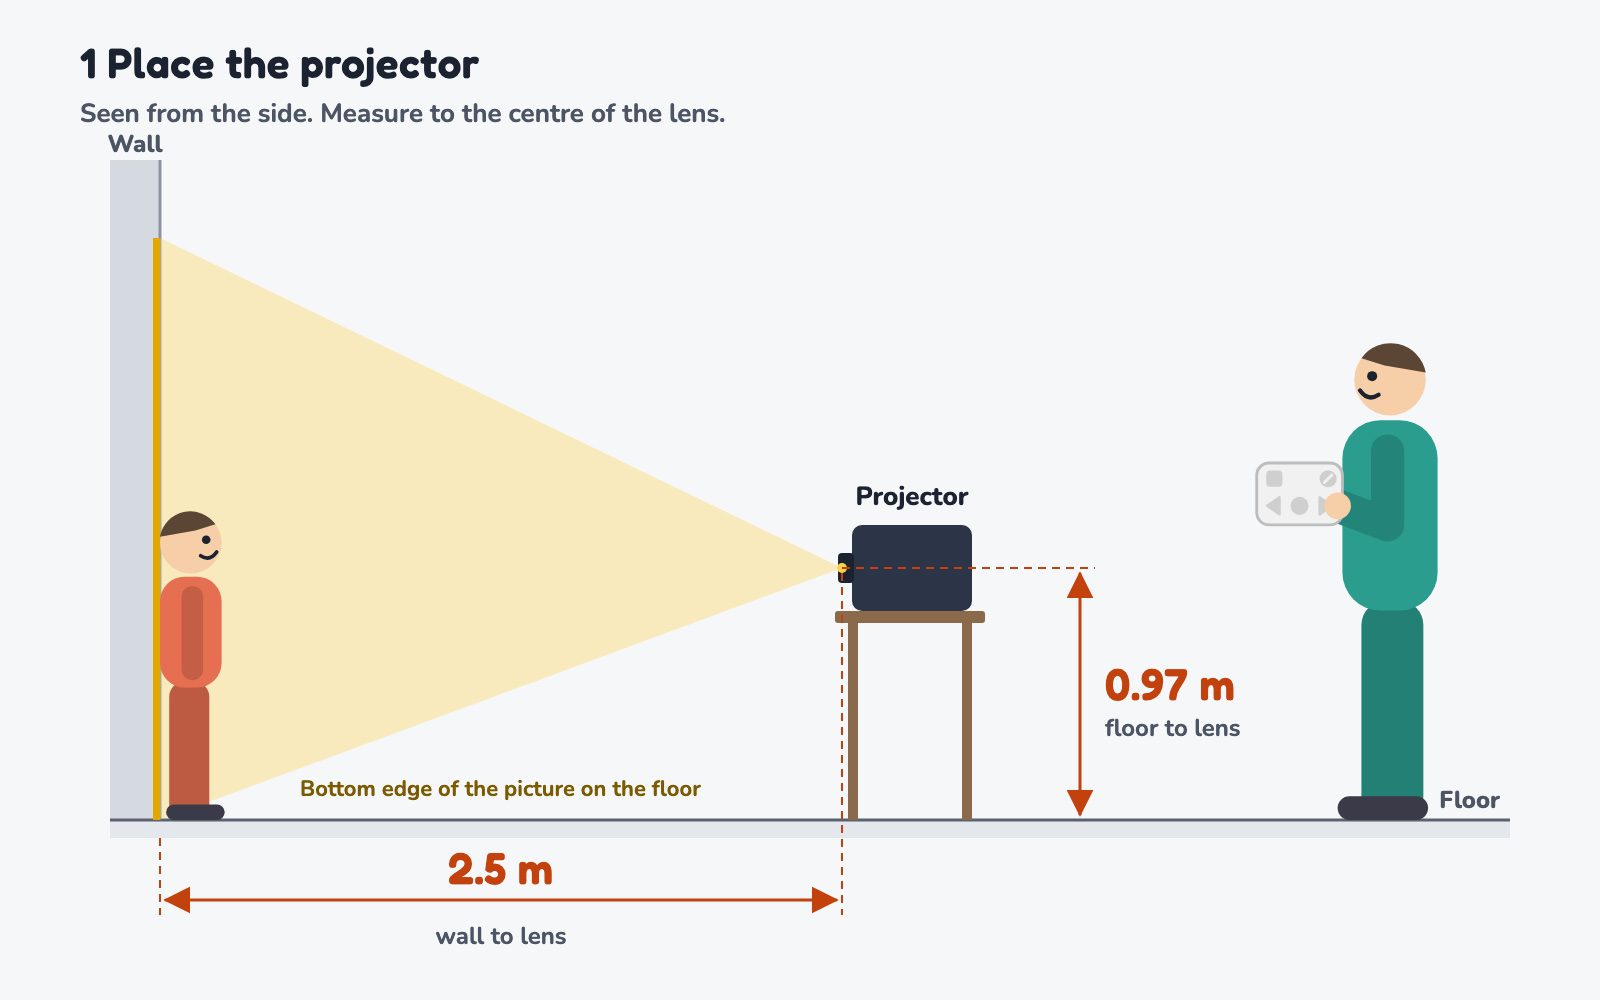 1 Place the projector
Seen from the side. Measure to the centre of the lens.
Wall
Projector
0.97 m
floor to lens
Bottom edge of the picture on the floor
Floor
2.5 m
wall to lens